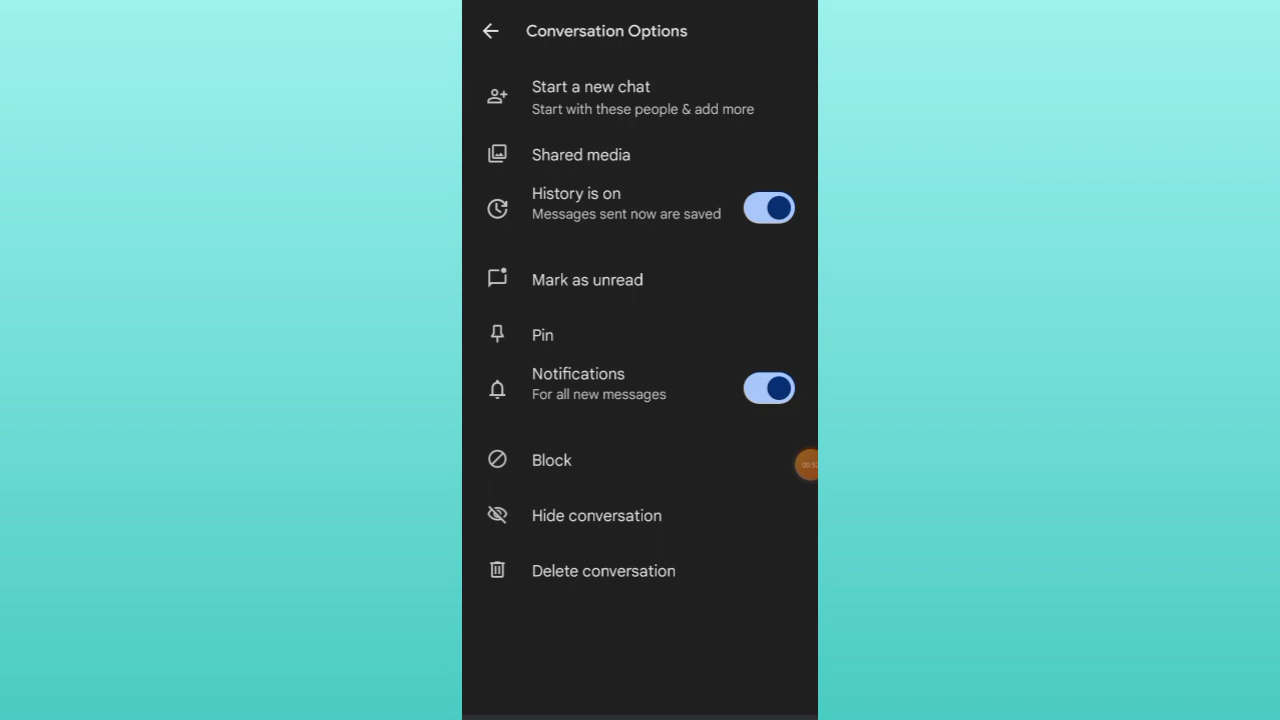 Conversation Options
Start a new chat
Start with these people & add more
Shared media
History is on
Messages sent now are saved
Mark as unread
Pin
Notifications
For all new messages
Block
Hide conversation
Delete conversation